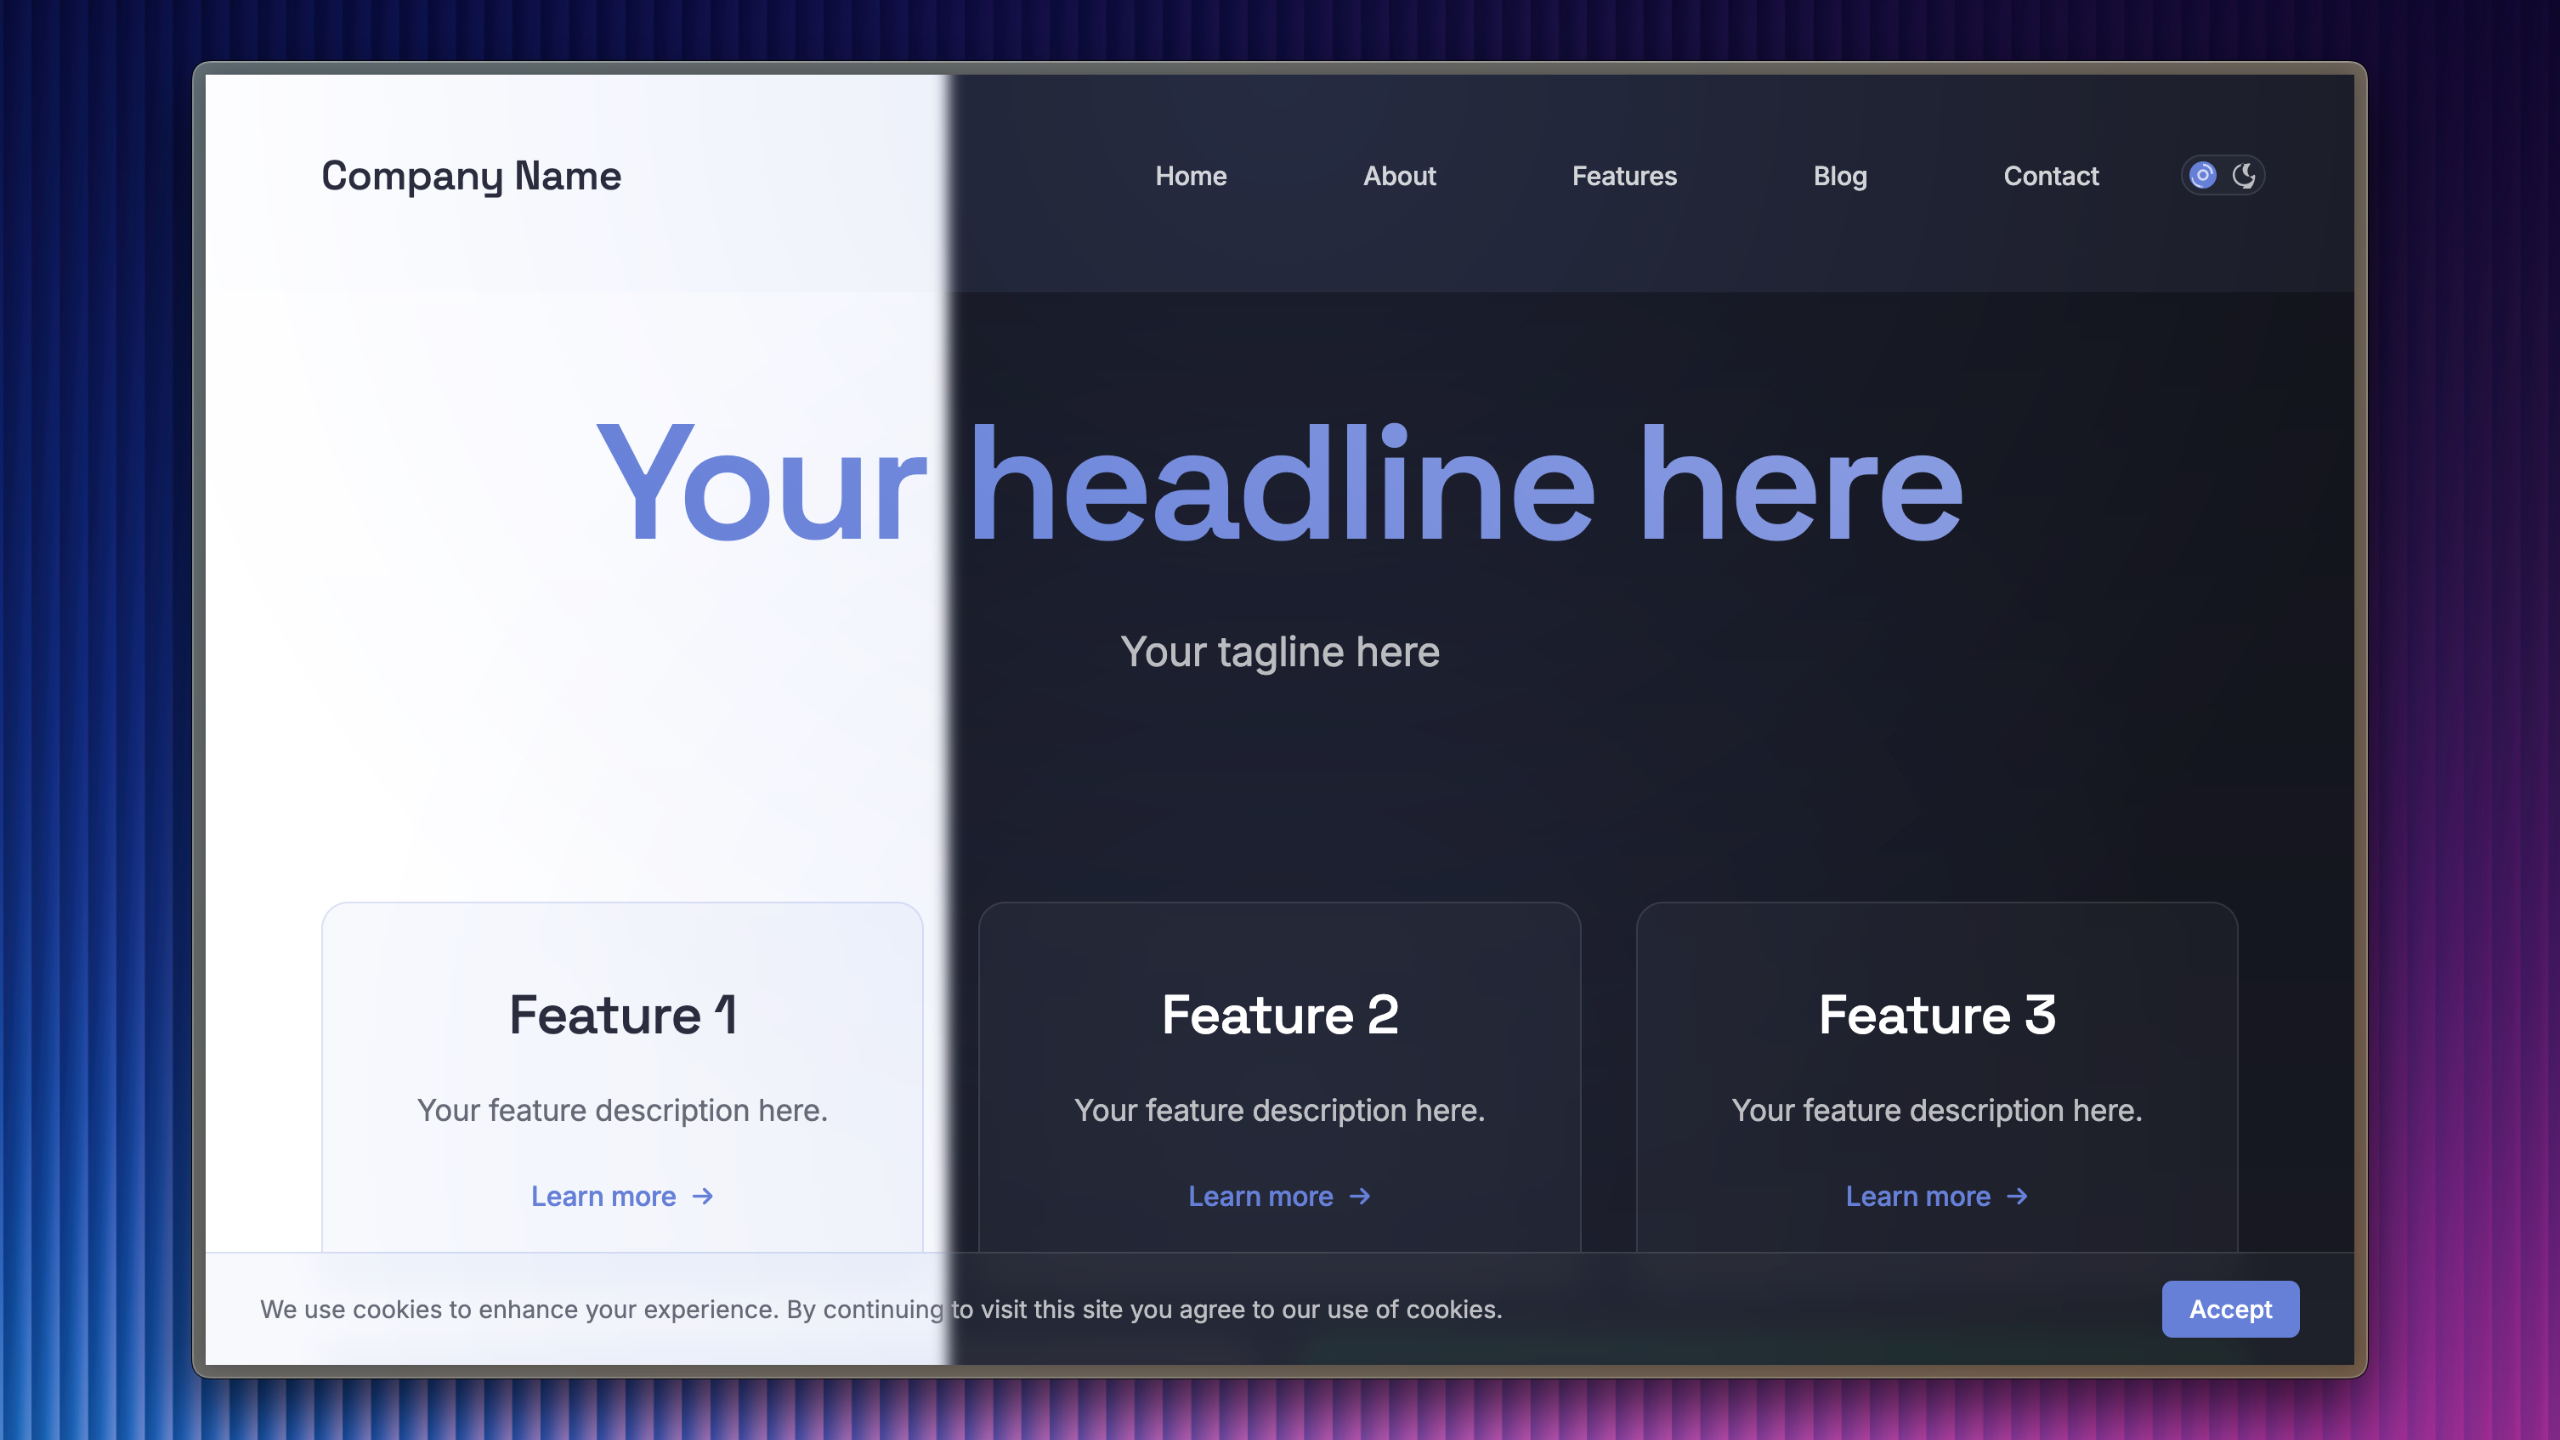 Company Name
Home
About
Features
Blog
Contact
Your headline here
Your tagline here
Feature 1
Your feature description here.
Learn more →
Feature 2
Your feature description here.
Learn more →
Feature 3
Your feature description here.
Learn more →
We use cookies to enhance your experience. By continuing to visit this site you agree to our use of cookies.
Accept